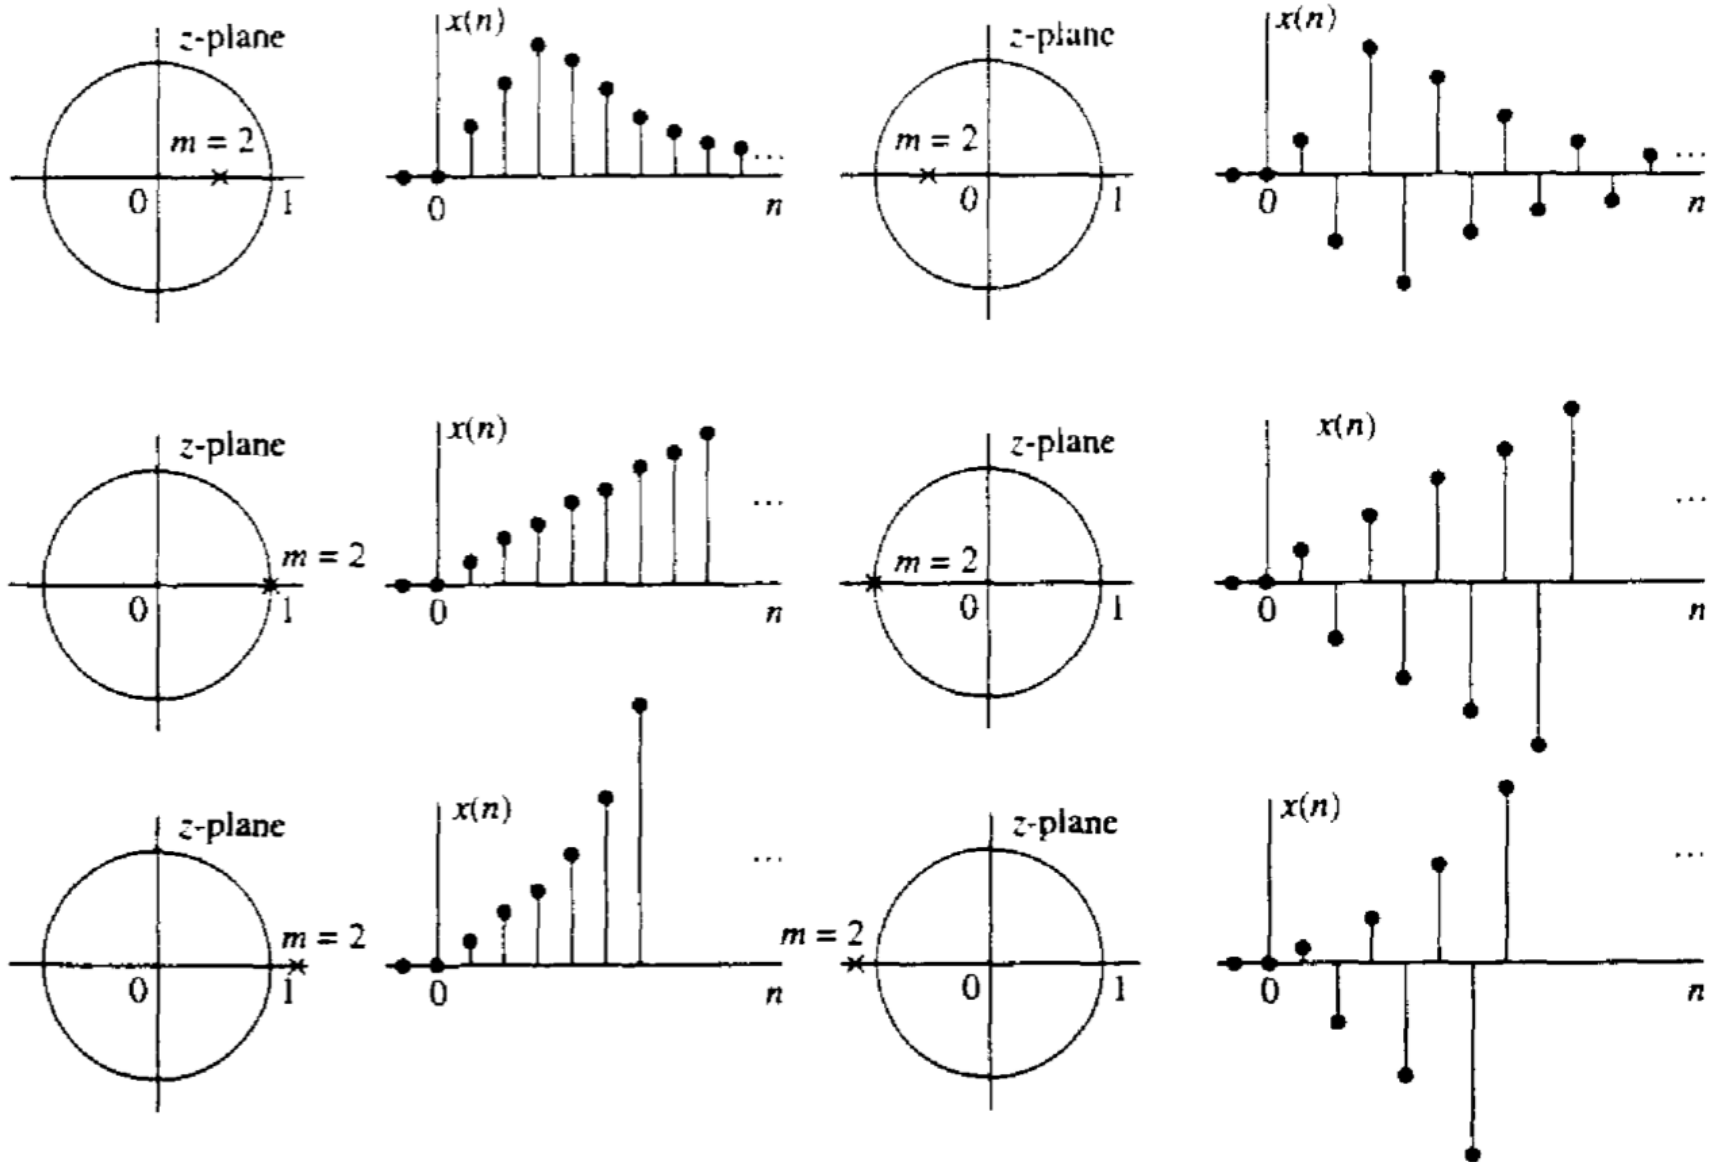 z-plane
x(n)
z-plane
x(n)
m = 2
m = 2
...
...
0
1
0
n
0
1
0
n
z-plane
x(n)
z-plane
x(n)
...
...
m = 2
m = 2
0
1
0
n
0
1
0
n
z-plane
x(n)
z-plane
x(n)
...
...
m = 2
m = 2
0
1
0
n
0
1
0
n